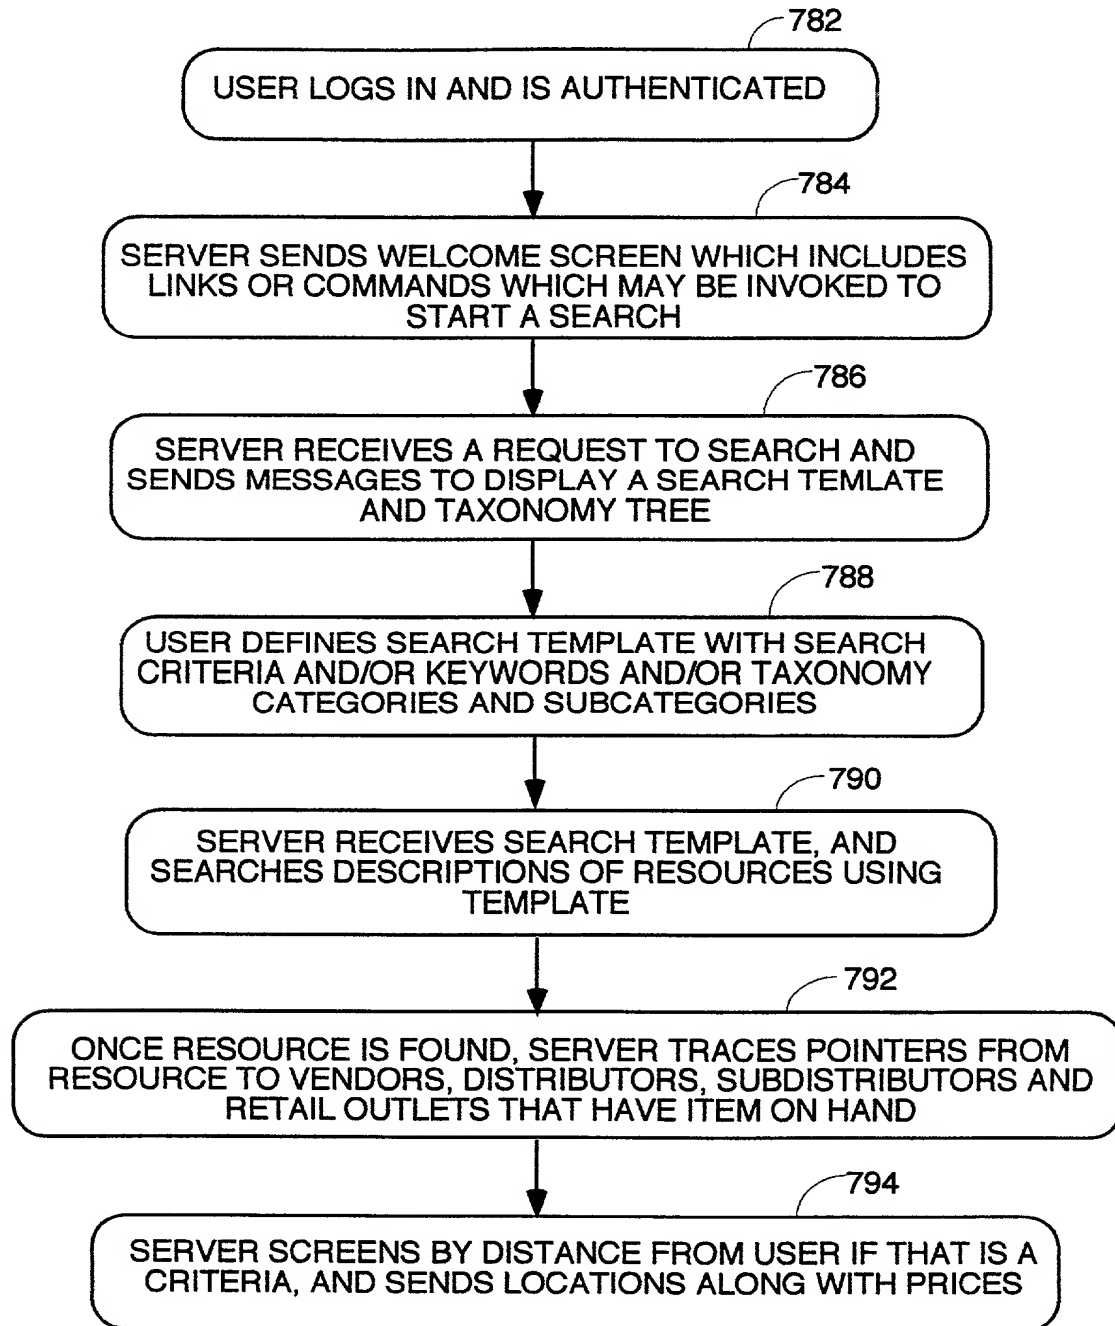 782
USER LOGS IN AND IS AUTHENTICATED
784
SERVER SENDS WELCOME SCREEN WHICH INCLUDES
LINKS OR COMMANDS WHICH MAY BE INVOKED TO
START A SEARCH
786
SERVER RECEIVES A REQUEST TO SEARCH AND
SENDS MESSAGES TO DISPLAY A SEARCH TEMLATE
AND TAXONOMY TREE
788
USER DEFINES SEARCH TEMPLATE WITH SEARCH
CRITERIA AND/OR KEYWORDS AND/OR TAXONOMY
CATEGORIES AND SUBCATEGORIES
790
SERVER RECEIVES SEARCH TEMPLATE, AND
SEARCHES DESCRIPTIONS OF RESOURCES USING
TEMPLATE
792
ONCE RESOURCE IS FOUND, SERVER TRACES POINTERS FROM
RESOURCE TO VENDORS, DISTRIBUTORS, SUBDISTRIBUTORS AND
RETAIL OUTLETS THAT HAVE ITEM ON HAND
794
SERVER SCREENS BY DISTANCE FROM USER IF THAT IS A
CRITERIA, AND SENDS LOCATIONS ALONG WITH PRICES